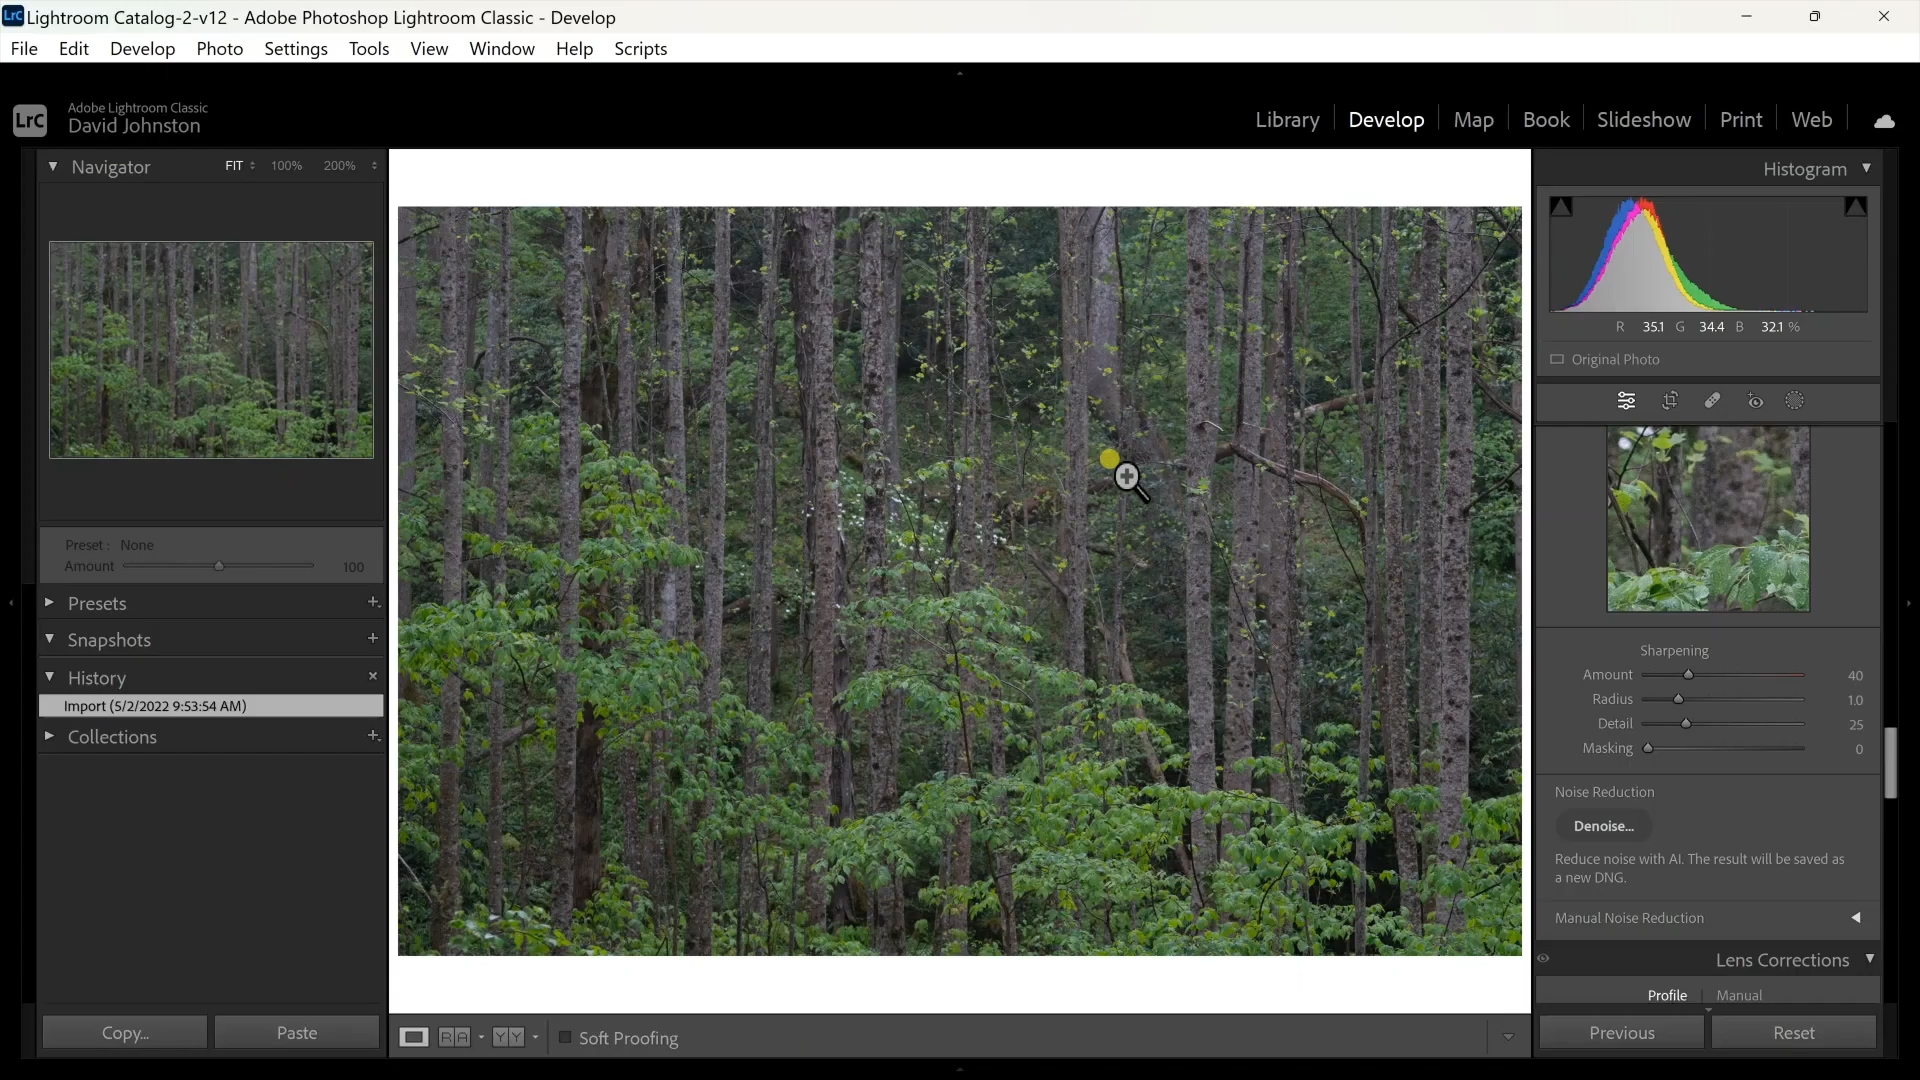 Lightroom Catalog-2-v12 - Adobe Photoshop Lightroom Classic - Develop
File Edit Develop Photo Settings Tools View Window Help Scripts
LrC Adobe Lightroom Classic
David Johnston
Library Develop Map Book Slideshow Print Web
Navigator FIT 100% 200%
Histogram
R 35.1 G 34.4 B 32.1 %
Original Photo
Preset: None
Amount 100
Presets
Snapshots
History
Import (5/2/2022 9:53:54 AM)
Collections
Sharpening
Amount 40
Radius 1.0
Detail 25
Masking 0
Noise Reduction
Denoise...
Reduce noise with AI. The result will be saved as
a new DNG.
Manual Noise Reduction
Lens Corrections
Profile Manual
Copy... Paste
R A Y Y Soft Proofing
Previous Reset